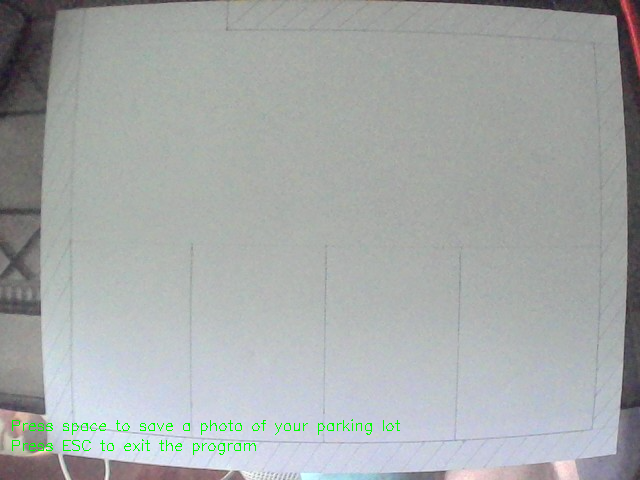 Press space to save a photo of your parking lot
Press ESC to exit the program